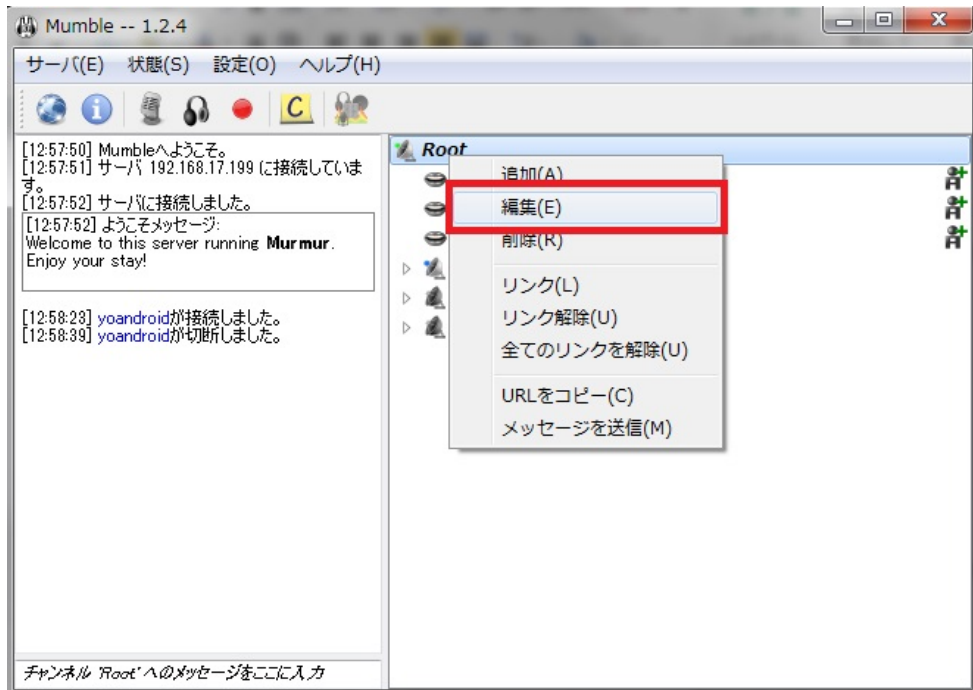 Mumble -- 1.2.4
サーバ(E) 状態(S) 設定(O) ヘルプ(H)
C
[12:57:50] Mumbleへようこそ。
[12:57:51] サーバ 192.168.17.199 に接続していま
す。
[12:57:52] サーバに接続しました。
[12:57:52] ようこそメッセージ:
Welcome to this server running Murmur.
Enjoy your stay!
[12:58:23] yoandroidが接続しました。
[12:58:39] yoandroidが切断しました。
チャンネル 'Root' へのメッセージをここに入力
Root
追加(A)
編集(E)
削除(R)
リンク(L)
リンク解除(U)
全てのリンクを解除(U)
URLをコピー(C)
メッセージを送信(M)